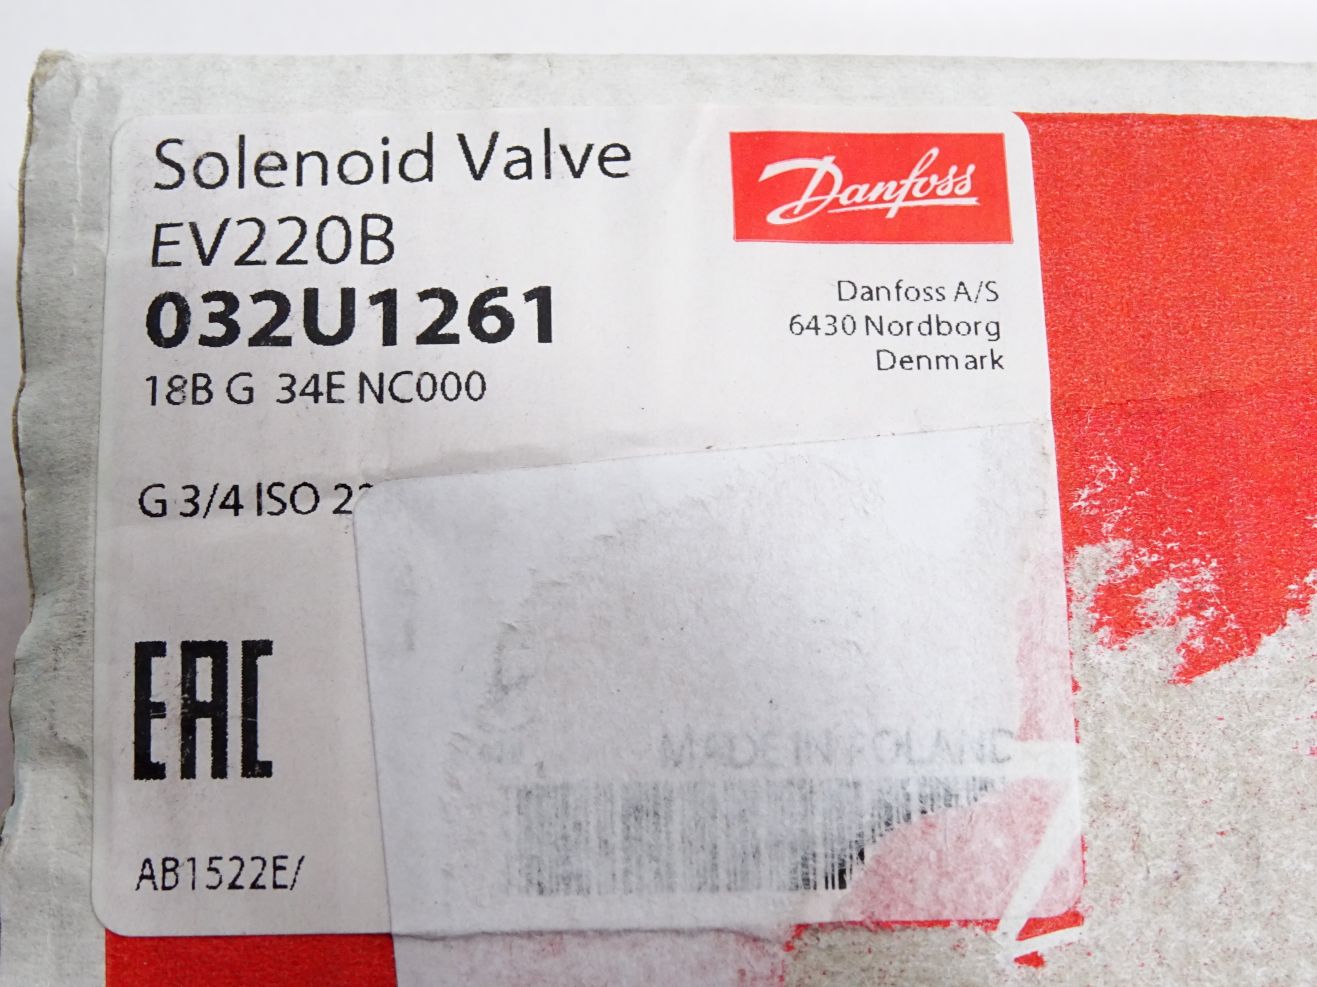 Solenoid Valve
EV220B
032U1261
18B G 34E NC000
Danfoss
Danfoss A/S
6430 Nordborg
Denmark
G 3/4 ISO
EAC
MADE IN POLAND
AB1522E/